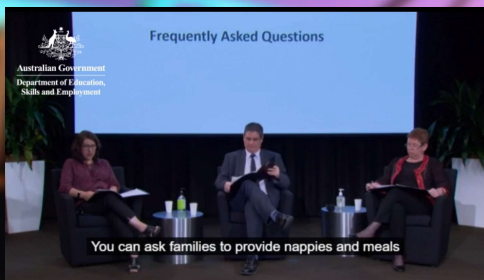 Frequently Asked Questions
Australian Government
Department of Education,
Skills and Employment
You can ask families to provide nappies and meals